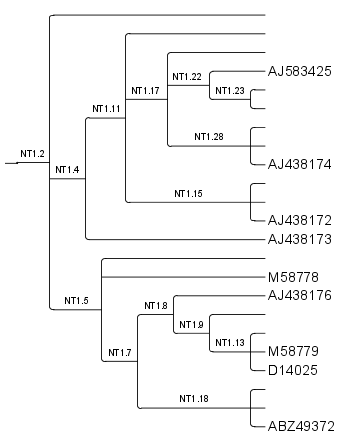 AJ583425
NT1.22
NT1.23
NT1.17
NT1.11
NT1.28
NT1.2
AJ438174
NT1.4
NT1.15
AJ438172
AJ438173
M58778
AJ438176
NT1.5
NT1.8
NT1.9
NT1.13
M58779
NT1.7
D14025
NT1.18
ABZ49372